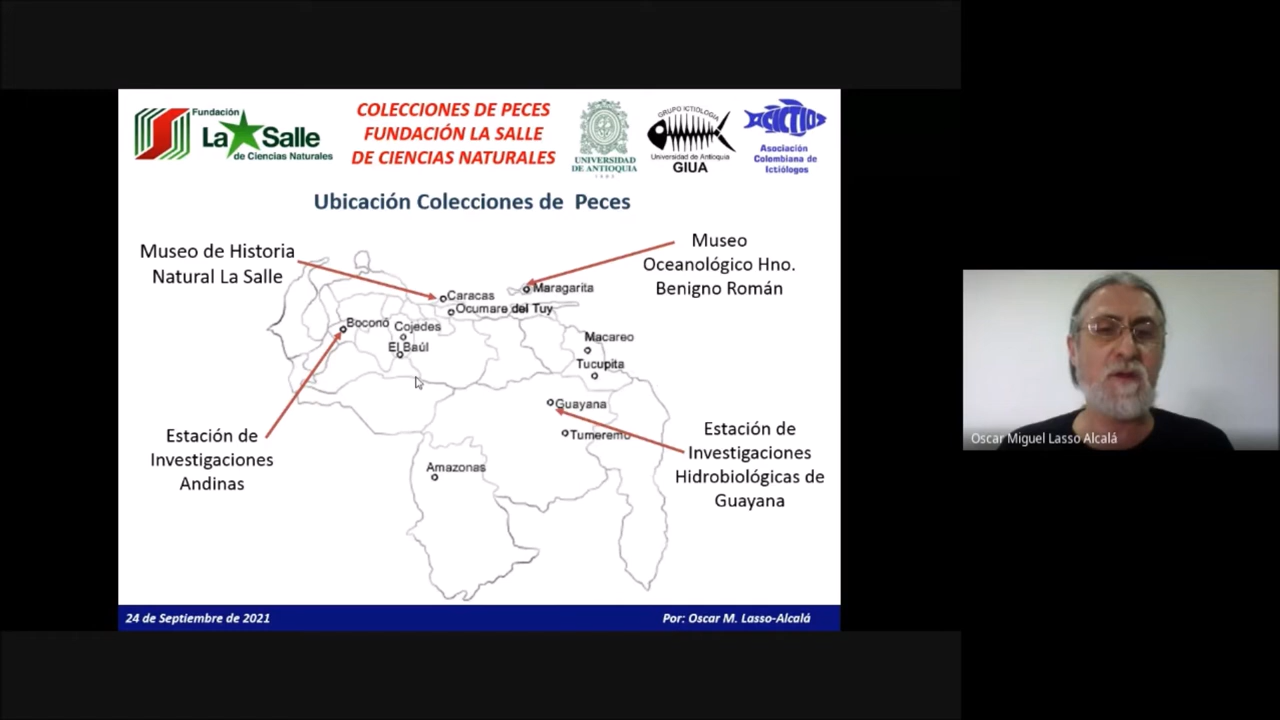 Fundación
La Salle
de Ciencias Naturales
COLECCIONES DE PECES
FUNDACIÓN LA SALLE
DE CIENCIAS NATURALES
UNIVERSIDAD
DE ANTIOQUIA
1803
GRUPO ICTIOLOGÍA
Universidad de Antioquia
GIUA
ACICTIOS
Asociación
Colombiana de
Ictiólogos
Ubicación Colecciones de Peces
Museo de Historia
Natural La Salle
Museo
Oceanológico Hno.
Benigno Román
Caracas
Maragarita
Ocumare del Tuy
Boconó
Cojedes
El Baúl
Macareo
Tucupita
Guayana
Tumeremo
Amazonas
Estación de
Investigaciones
Andinas
Estación de
Investigaciones
Hidrobiológicas de
Guayana
24 de Septiembre de 2021
Por: Oscar M. Lasso-Alcalá
Oscar Miguel Lasso Alcalá